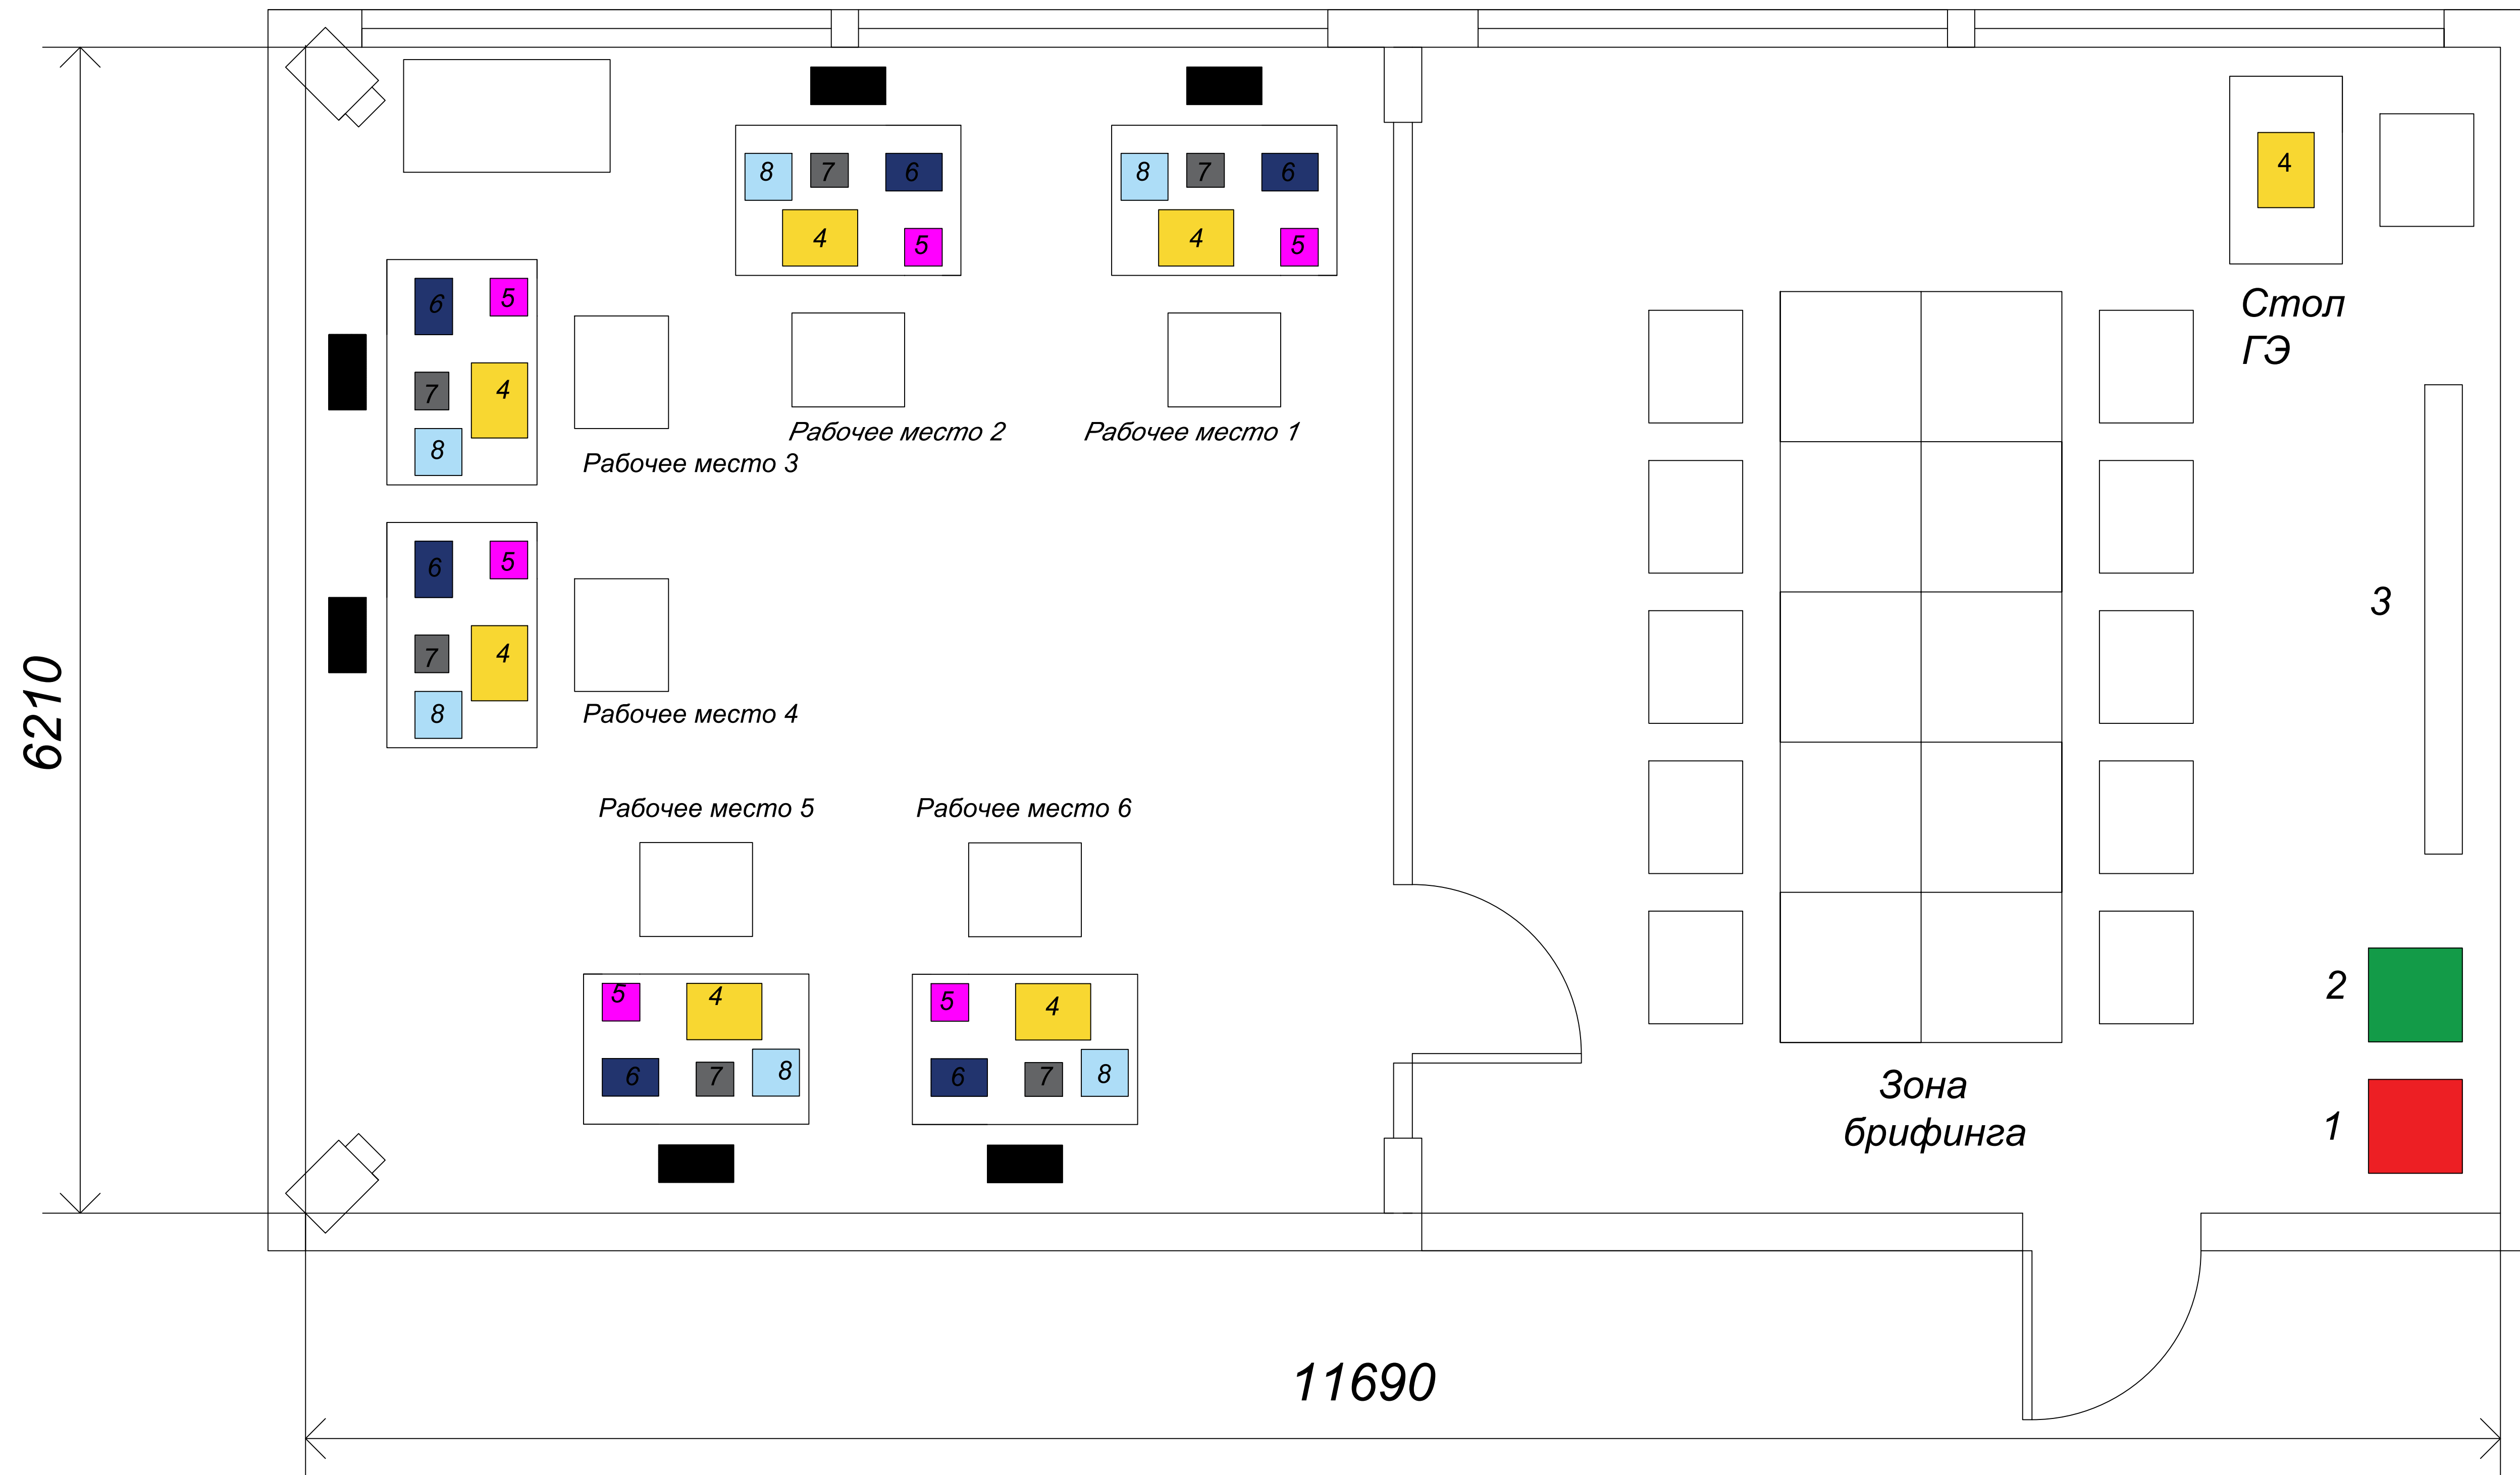 8 7 6
4 5
8 7 6
4 5
4
Стол
ГЭ
6 5
7 4
8
Рабочее место 2
Рабочее место 1
Рабочее место 3
6 5
7 4
8
Рабочее место 4
3
6210
Рабочее место 5
Рабочее место 6
5 4
6 7 8
5 4
6 7 8
2
1
Зона
брифинга
11690